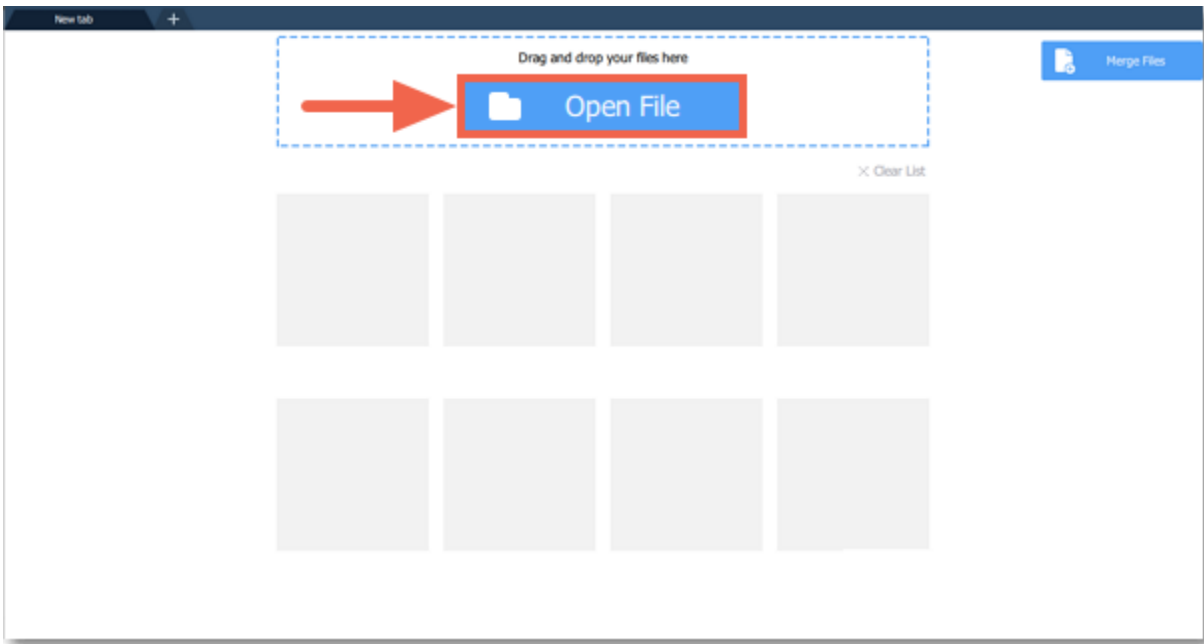 New tab
Drag and drop your files here
Open File
Merge Files
Clear List